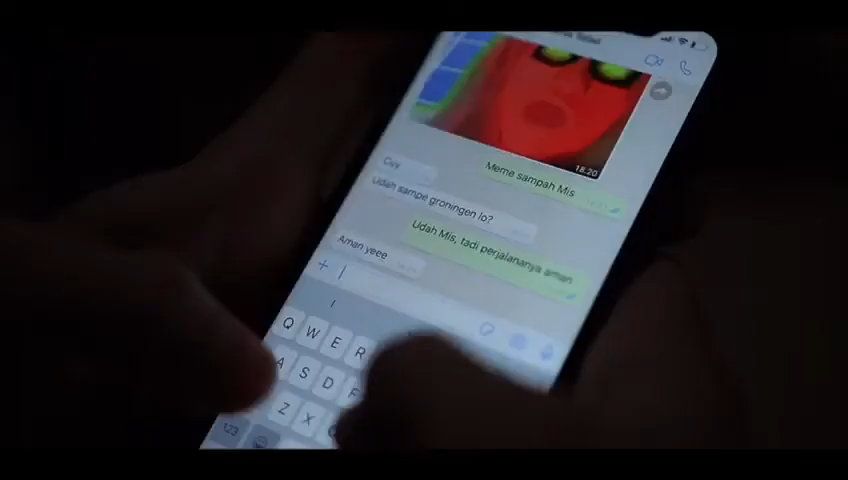 18:20
Meme sampah Mis
Cuy
Udah sampe groningen lo?
Udah Mis, tadi perjalananya aman
Aman yeee
I
Q W E R
A S D F
Z X
123